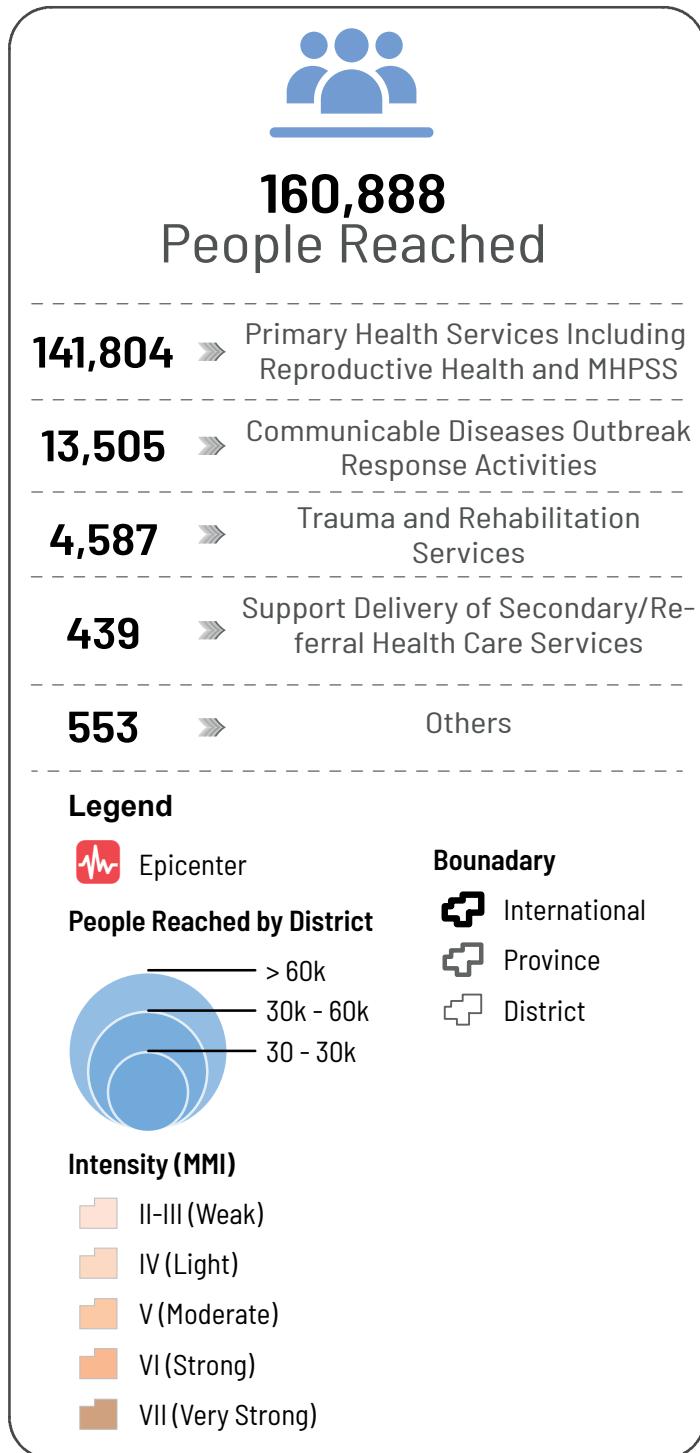 160,888
People Reached
141,804
Primary Health Services Including
Reproductive Health and MHPSS
13,505
Communicable Diseases Outbreak
Response Activities
4,587
Trauma and Rehabilitation
Services
439
Support Delivery of Secondary/Re-
ferral Health Care Services
553
Others
Legend
Epicenter
People Reached by District
> 60k
30k - 60k
30 - 30k
Bounadary
International
Province
District
Intensity (MMI)
II-III (Weak)
IV (Light)
V (Moderate)
VI (Strong)
VII (Very Strong)